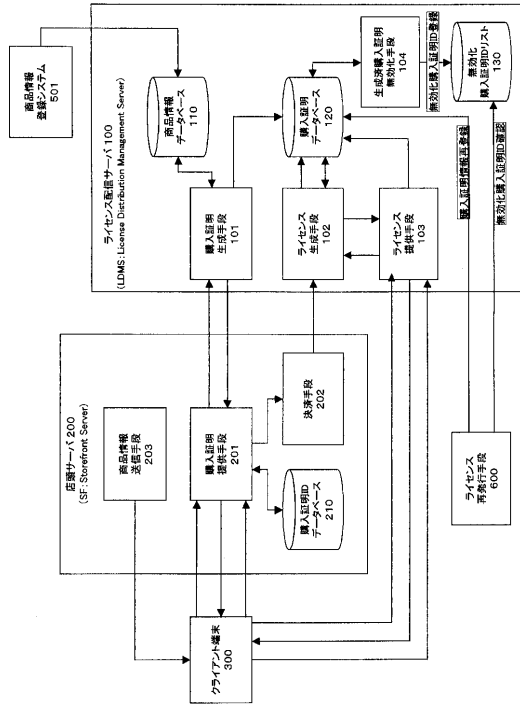 商品情報
登録システム
501
ライセンス配信サーバ 100
(LDMS: License Distribution Management Server)
商品情報
データベース
110
購入証明
データベース
120
生成済購入証明
無効化手段
104
無効化購入証明ID登録
無効化
購入証明IDリスト
130
購入証明
生成手段
101
ライセンス
生成手段
102
ライセンス
提供手段
103
購入証明情報再登録
無効化購入証明ID確認
店頭サーバ 200
(SF: Storefront Server)
商品情報
送信手段
203
購入証明
提供手段
201
決済手段
202
購入証明ID
データベース
210
ライセンス
再発行手段
600
クライアント端末
300